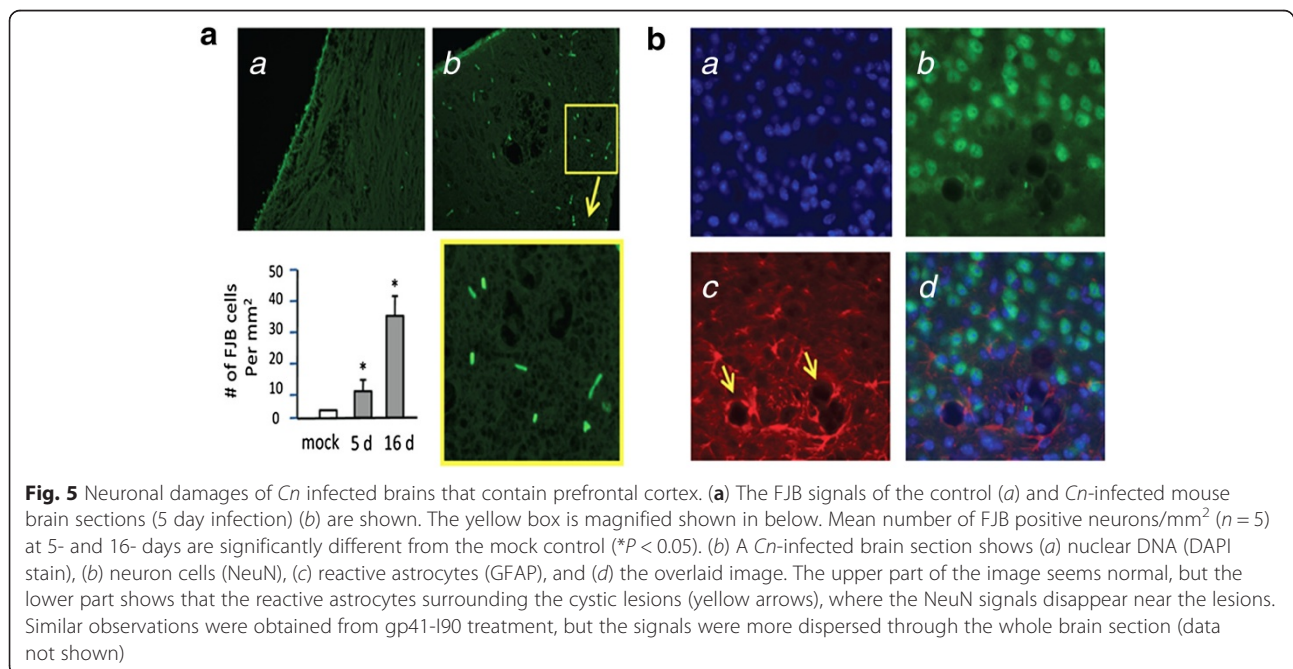 a
a
b
b
a
b
# of FJB cells
Per mm²
50
40
30
20
10
0
*
*
mock 5 d 16 d
c
d
Fig. 5 Neuronal damages of Cn infected brains that contain prefrontal cortex. (a) The FJB signals of the control (a) and Cn-infected mouse
brain sections (5 day infection) (b) are shown. The yellow box is magnified shown in below. Mean number of FJB positive neurons/mm² (n = 5)
at 5- and 16- days are significantly different from the mock control (*P < 0.05). (b) A Cn-infected brain section shows (a) nuclear DNA (DAPI
stain), (b) neuron cells (NeuN), (c) reactive astrocytes (GFAP), and (d) the overlaid image. The upper part of the image seems normal, but the
lower part shows that the reactive astrocytes surrounding the cystic lesions (yellow arrows), where the NeuN signals disappear near the lesions.
Similar observations were obtained from gp41-I90 treatment, but the signals were more dispersed through the whole brain section (data
not shown)